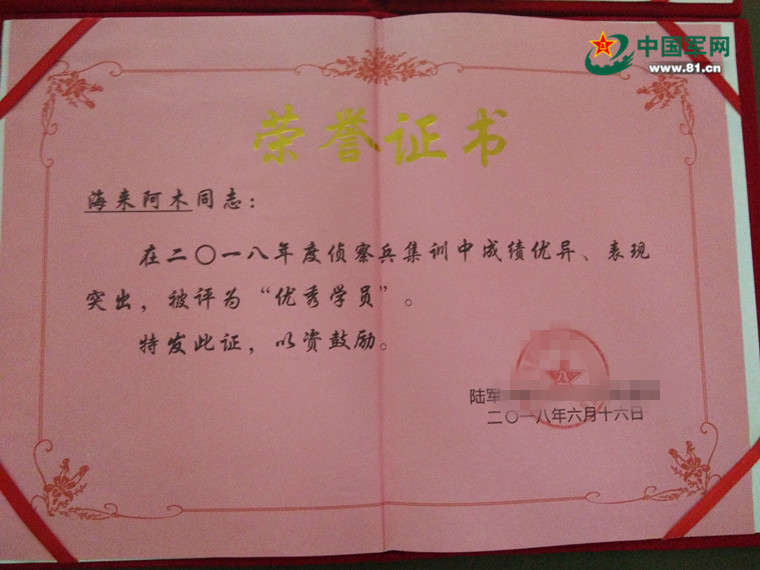 中国军网
www.81.cn
荣誉证书
海来阿木同志：
在二〇一八年度侦察兵集训中成绩优异、表现
突出，被评为“优秀学员”。
特发此证，以资鼓励。
陆军
二〇一八年六月十六日